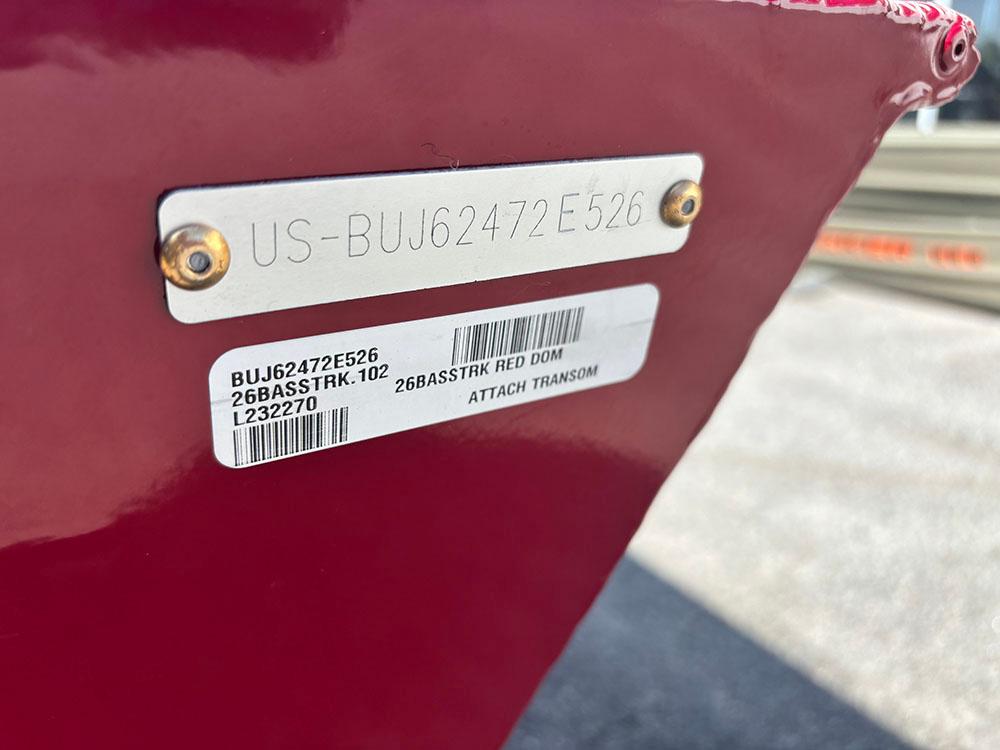 US-BUJ62472E526
BUJ62472E526
26BASSTRK.102
L232270
26BASSTRK RED DOM
ATTACH TRANSOM